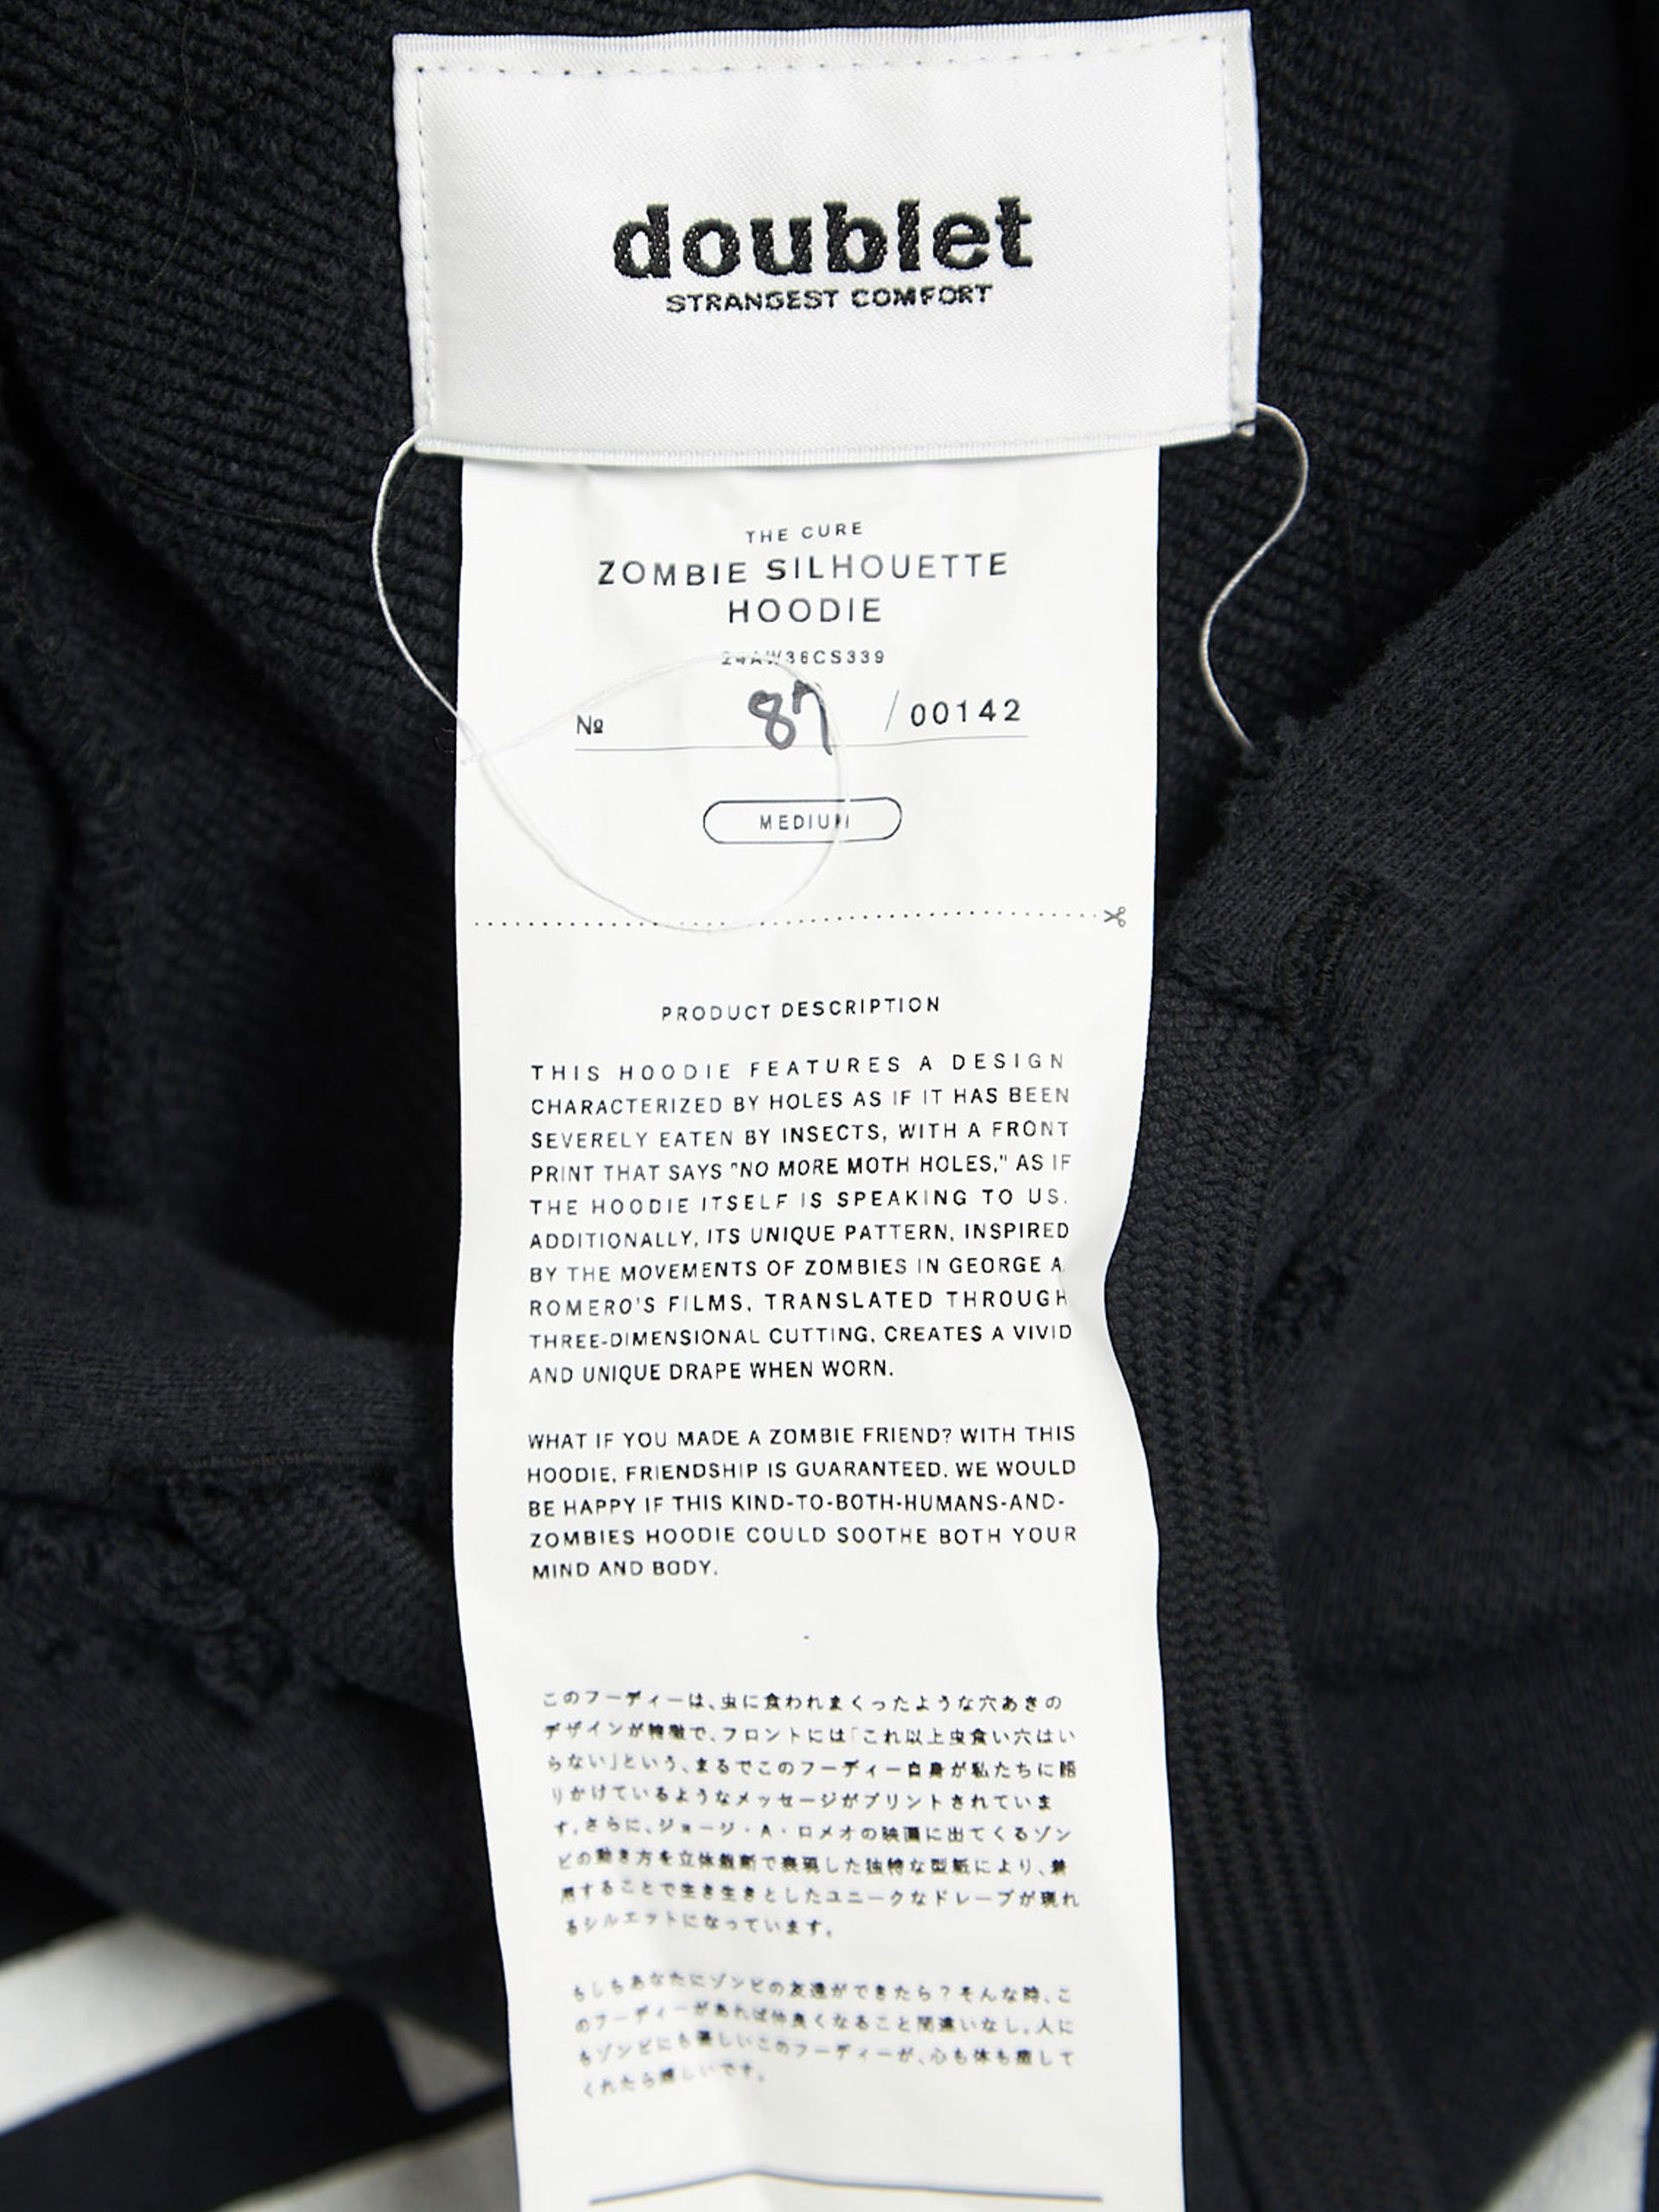 doublet
STRANGEST COMFORT
THE CURE
ZOMBIE SILHOUETTE
HOODIE
24AW36CS339
№ 87 / 00142
MEDIUM
PRODUCT DESCRIPTION
THIS HOODIE FEATURES A DESIGN
CHARACTERIZED BY HOLES AS IF IT HAS BEEN
SEVERELY EATEN BY INSECTS, WITH A FRONT
PRINT THAT SAYS "NO MORE MOTH HOLES," AS IF
THE HOODIE ITSELF IS SPEAKING TO US.
ADDITIONALLY, ITS UNIQUE PATTERN, INSPIRED
BY THE MOVEMENTS OF ZOMBIES IN GEORGE A.
ROMERO'S FILMS, TRANSLATED THROUGH
THREE-DIMENSIONAL CUTTING, CREATES A VIVID
AND UNIQUE DRAPE WHEN WORN.
WHAT IF YOU MADE A ZOMBIE FRIEND? WITH THIS
HOODIE, FRIENDSHIP IS GUARANTEED. WE WOULD
BE HAPPY IF THIS KIND-TO-BOTH-HUMANS-AND-
ZOMBIES HOODIE COULD SOOTHE BOTH YOUR
MIND AND BODY.
このフーディーは、虫に食われまくったような穴あきの
デザインが特徴で、フロントには「これ以上虫食い穴はい
らない」という、まるでこのフーディー自身が私たちに語
りかけているようなメッセージがプリントされていま
す。さらに、ジョージ・A・ロメオの映画に出てくるゾン
ビの動き方を立体裁断で表現した独特な型紙により、着
用することで生き生きとしたユニークなドレープが現れ
るシルエットになっています。
もしもあなたにゾンビの友達ができたら？そんな時、こ
のフーディーがあれば仲良くなること間違いなし。人に
もゾンビにも優しいこのフーディーが、心も体も癒して
くれたら嬉しいです。